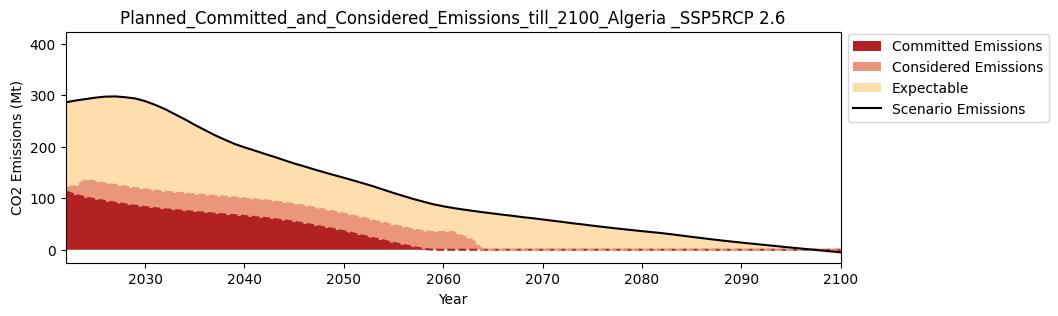 Planned_Committed_and_Considered_Emissions_till_2100_Algeria _SSP5RCP 2.6
CO2 Emissions (Mt)
400
300
200
100
0
2030 2040 2050 2060 2070 2080 2090 2100
Year
Committed Emissions
Considered Emissions
Expectable
Scenario Emissions